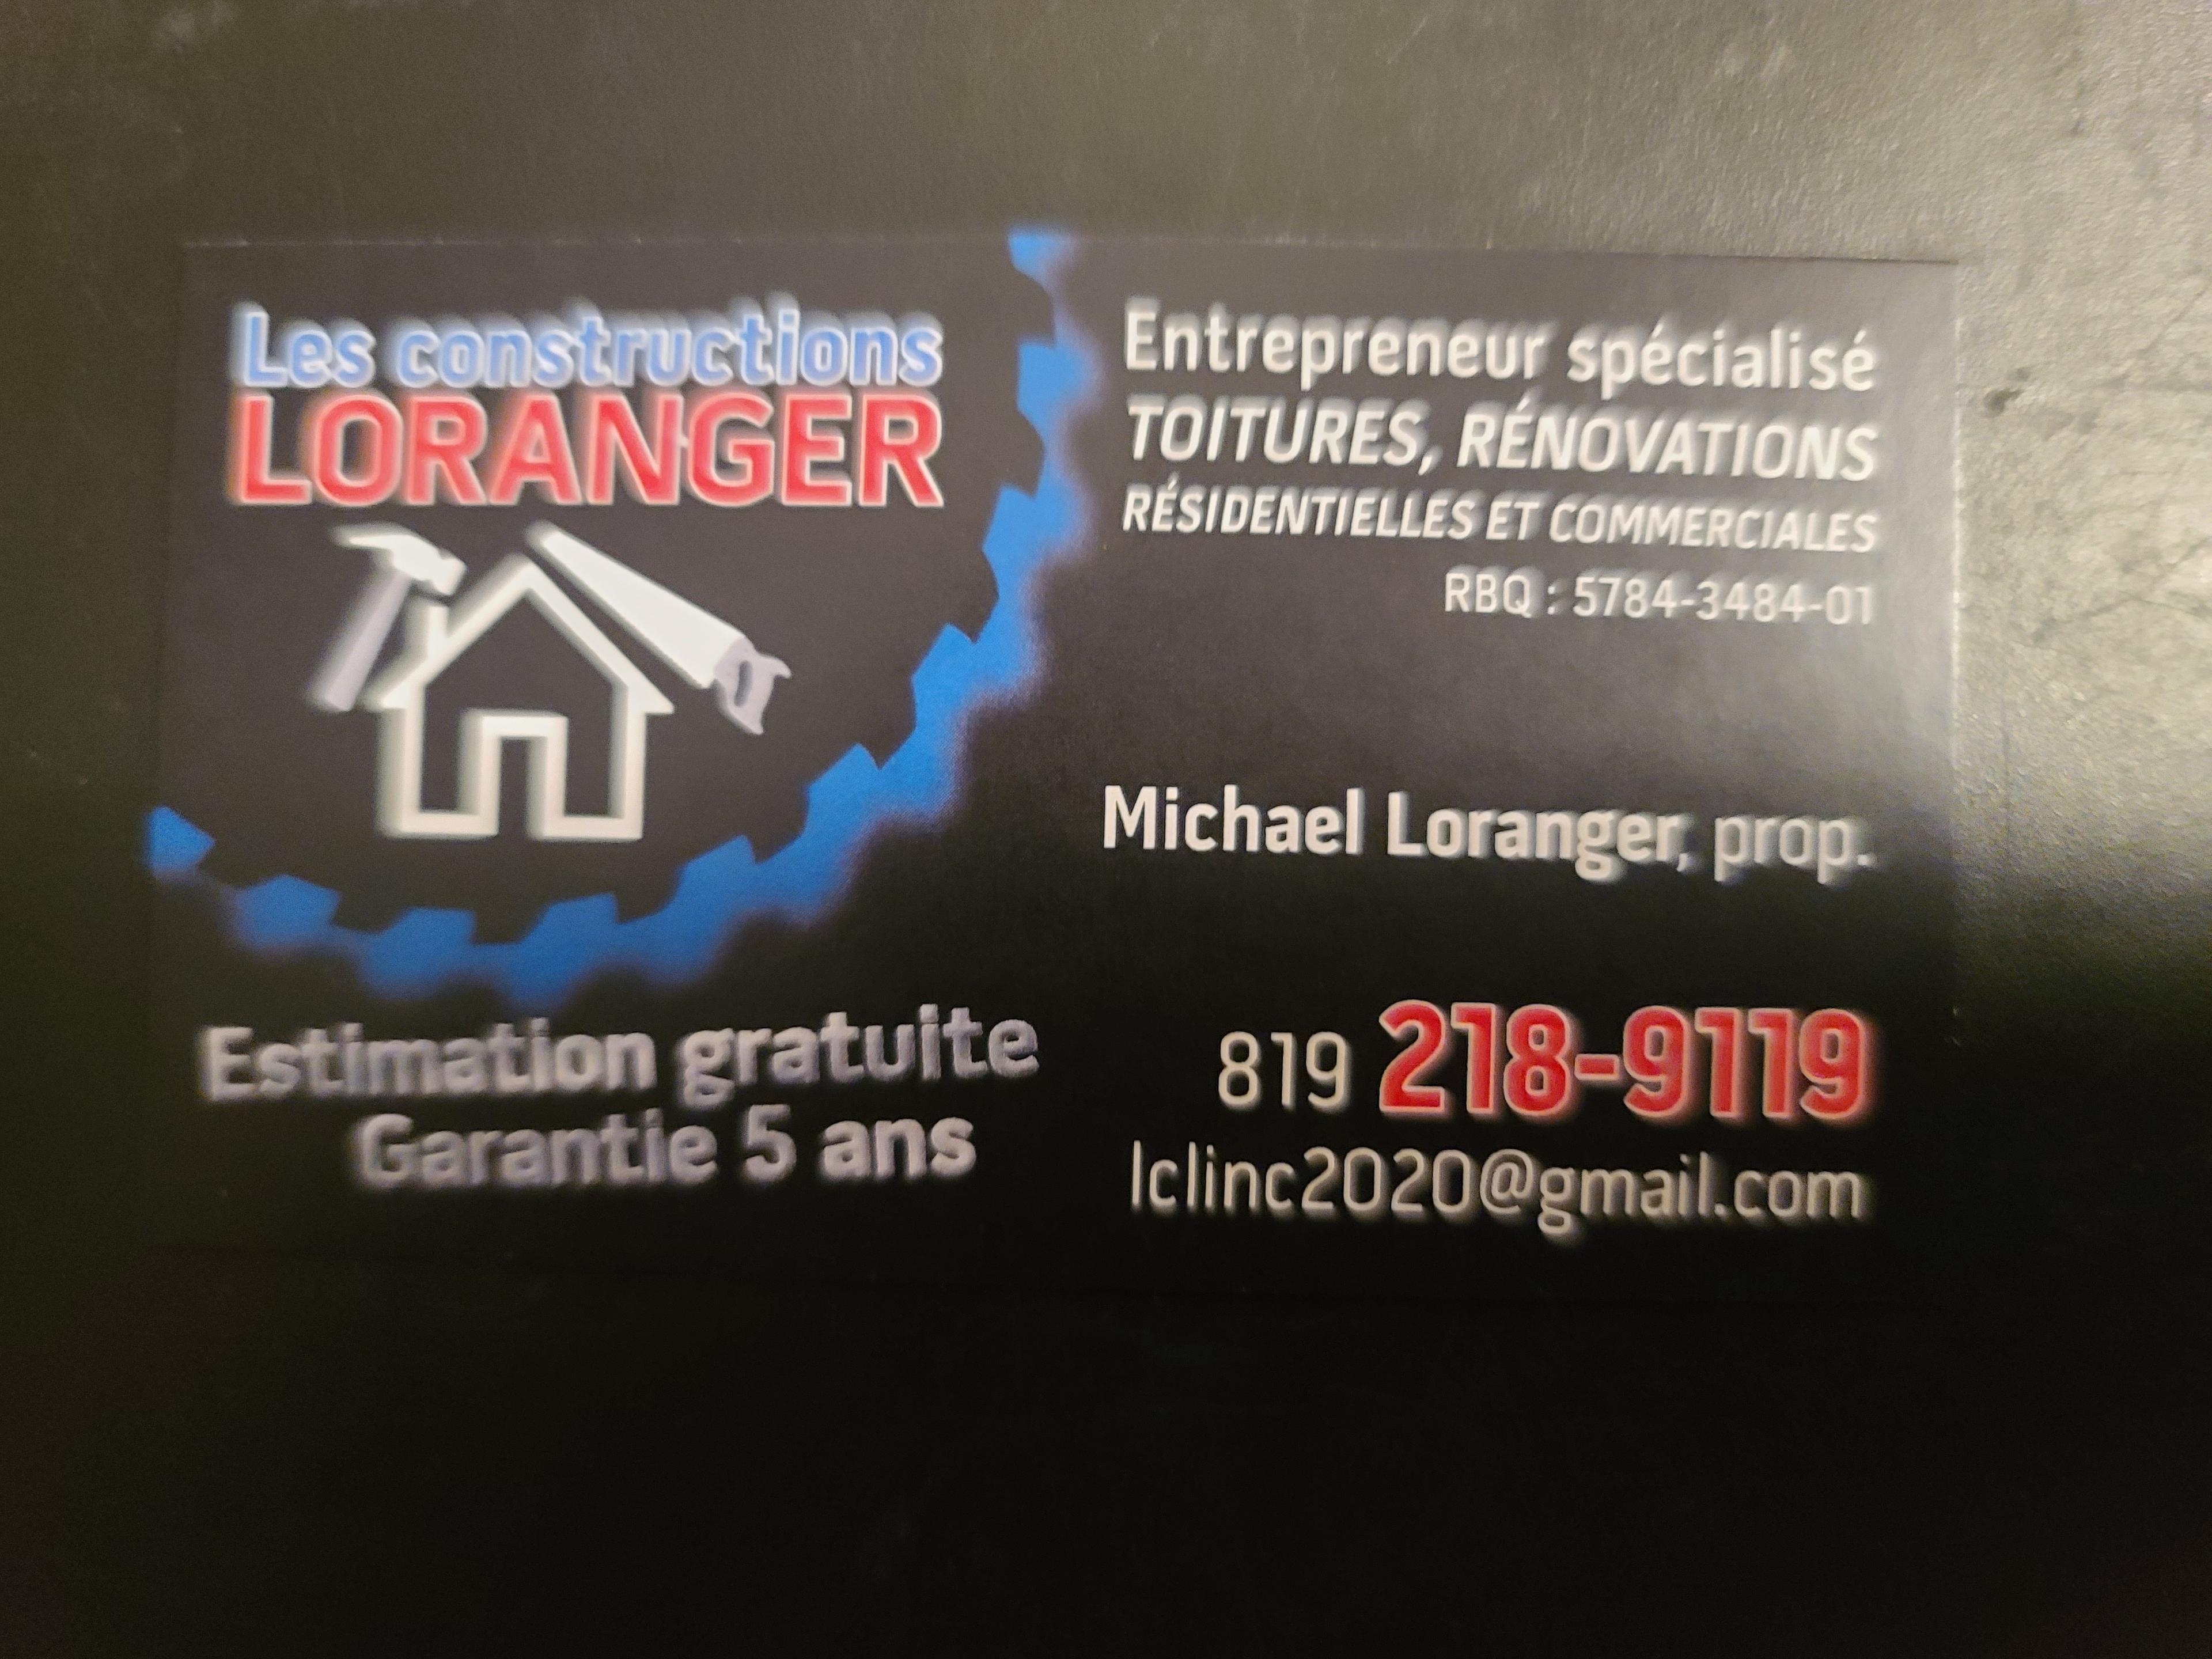 Les constructions
LORANGER
Estimation gratuite
Garantie 5 ans
Entrepreneur spécialisé
TOITURES, RÉNOVATIONS
RÉSIDENTIELLES ET COMMERCIALES
RBQ : 5784-3484-01
Michael Loranger, prop.
819 218-9119
lclinc2020@gmail.com